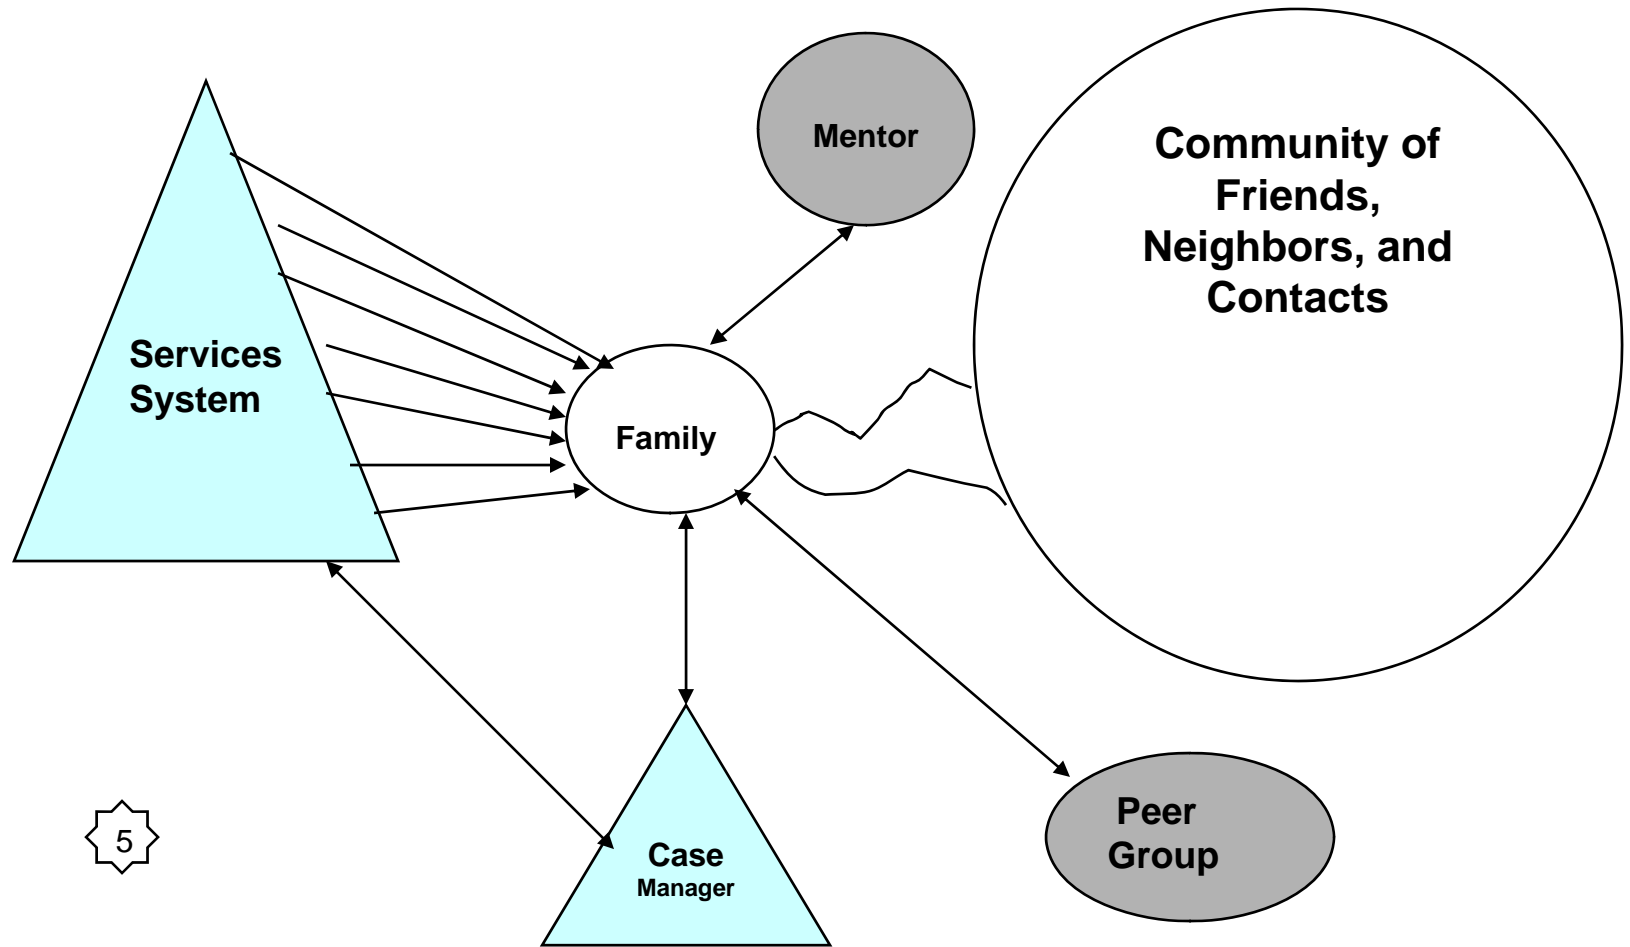 Mentor
Community of
Friends,
Neighbors, and
Contacts
Services
System
Family
5
Case
Manager
Peer
Group